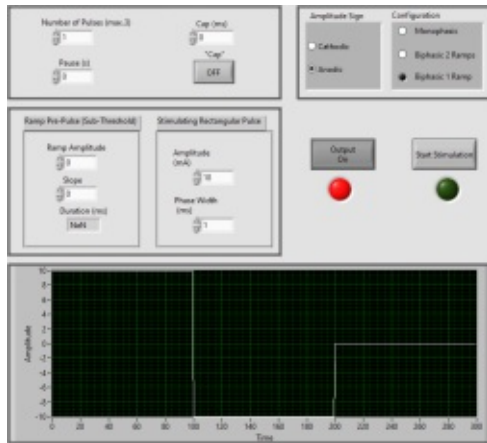 Number of Pulses (max.3)
1
Pause (s)
0
Gap (ms)
0
"Gap"
OFF
Amplitude Sign
Cathodic
Anodic
Configuration
Monophasic
Biphasic 2 Ramps
Biphasic 1 Ramp
Ramp Pre-Pulse (Sub-Threshold)
Ramp Amplitude
0
Slope
0
Duration (ms)
NaN
Stimulating Rectangular Pulse
Amplitude
(mA)
10
Phase Width
(ms)
1
Output
On
Start Stimulation
Amplitude
10
8
6
4
2
0
-2
-4
-6
-8
-10
0 20 40 60 80 100 120 140 160 180 200 220 240 260 280 300
Time